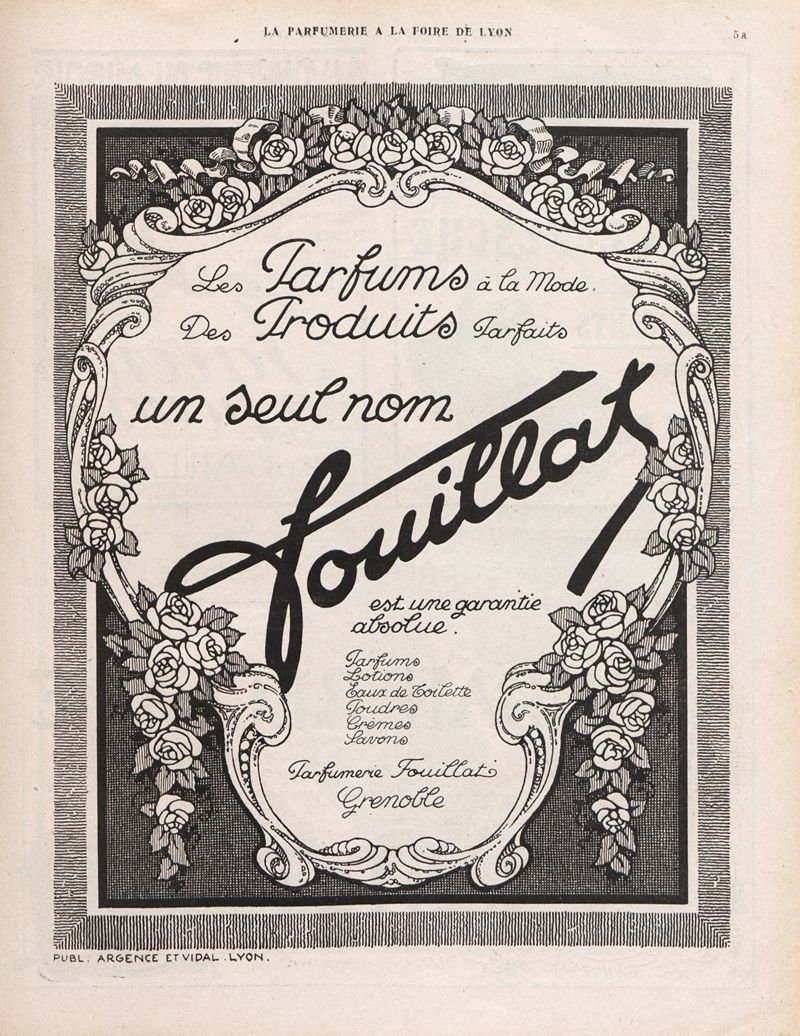 LA PARFUMERIE A LA FOIRE DE LYON
5a
Les Parfums à la Mode.
Des Produits Parfaits
un seul nom
Fouillat
est une garantie
absolue.
Parfums
Lotions
Eaux de Toilette
Poudres
Crèmes
Savons
Parfumerie Fouillat
Grenoble
PUBL. ARGENCE ET VIDAL. LYON.